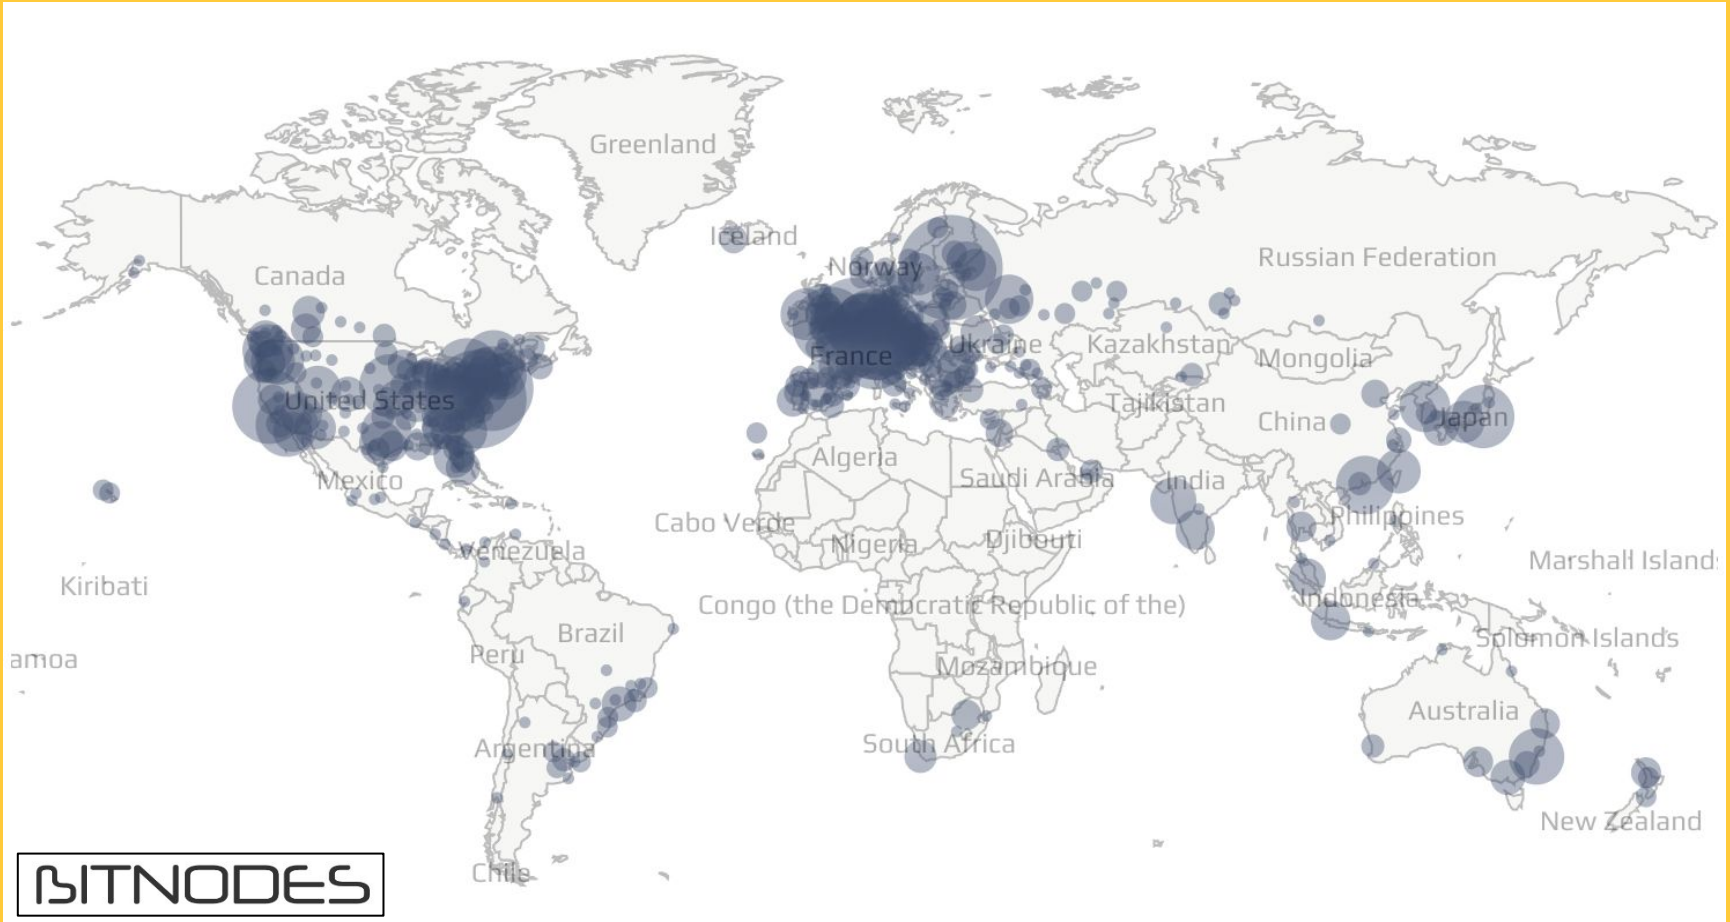 Greenland
Iceland
Canada
Norway
Russian Federation
France
Ukraine
Kazakhstan
Mongolia
United States
Tajikistan
China
Japan
Mexico
Algeria
Saudi Arabia
India
Cabo Verde
Nigeria
Djibouti
Philippines
Venezuela
Marshall Islands
Kiribati
Congo (the Democratic Republic of the)
Indonesia
Brazil
Solomon Islands
amoa
Peru
Mozambique
Australia
Argentina
South Africa
New Zealand
Chile
BITNODES